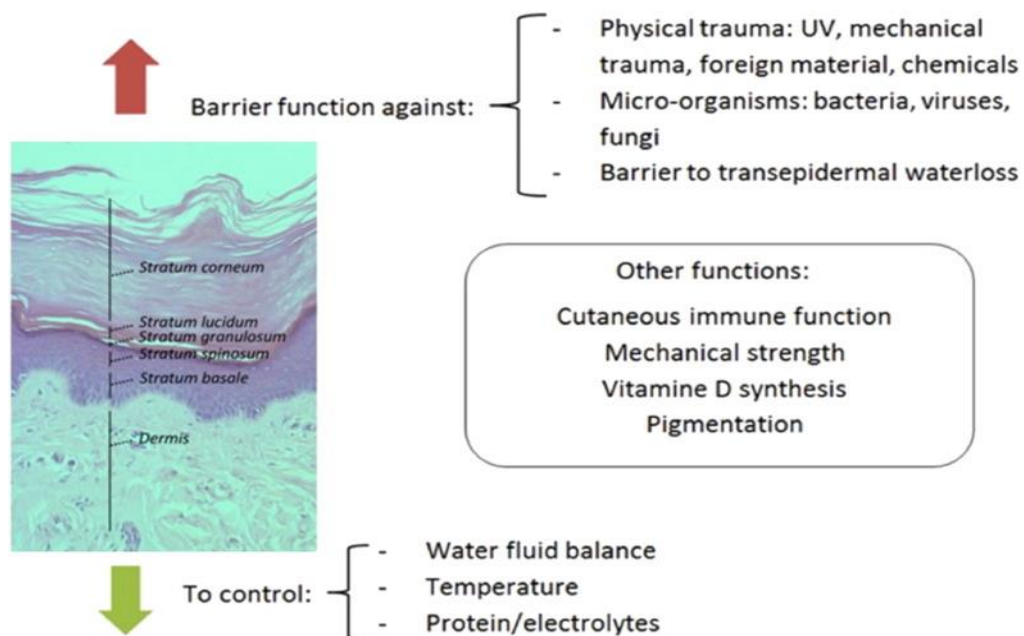 - Physical trauma: UV, mechanical
trauma, foreign material, chemicals
Barrier function against:
- Micro-organisms: bacteria, viruses,
fungi
- Barrier to transepidermal waterloss
Stratum corneum
Stratum lucidum
Stratum granulosum
Stratum spinosum
Stratum basale
Dermis
Other functions:
Cutaneous immune function
Mechanical strength
Vitamine D synthesis
Pigmentation
To control:
- Water fluid balance
- Temperature
- Protein/electrolytes